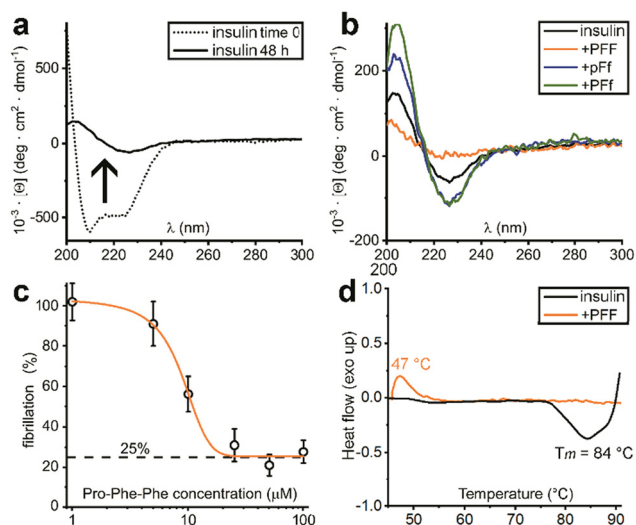 a
insulin time 0
insulin 48 h
800
0
-500
10⁻³ · [Θ] (deg · cm² · dmol⁻¹)
λ (nm)
200 220 240 260 280 300
b
insulin
+PFF
+pFf
+PFf
200
0
-200
10⁻³ · [Θ] (deg · cm² · dmol⁻¹)
λ (nm)
200 220 240 260 280 300
200
c
120
100
80
60
40
20
0
fibrillation
(%)
25%
Pro-Phe-Phe concentration (μM)
1 10 100
d
insulin
+PFF
1.0
0.5
0.0
-0.5
-1.0
Heat flow (exo up)
47 °C
Tm = 84 °C
Temperature (°C)
50 60 70 80 90